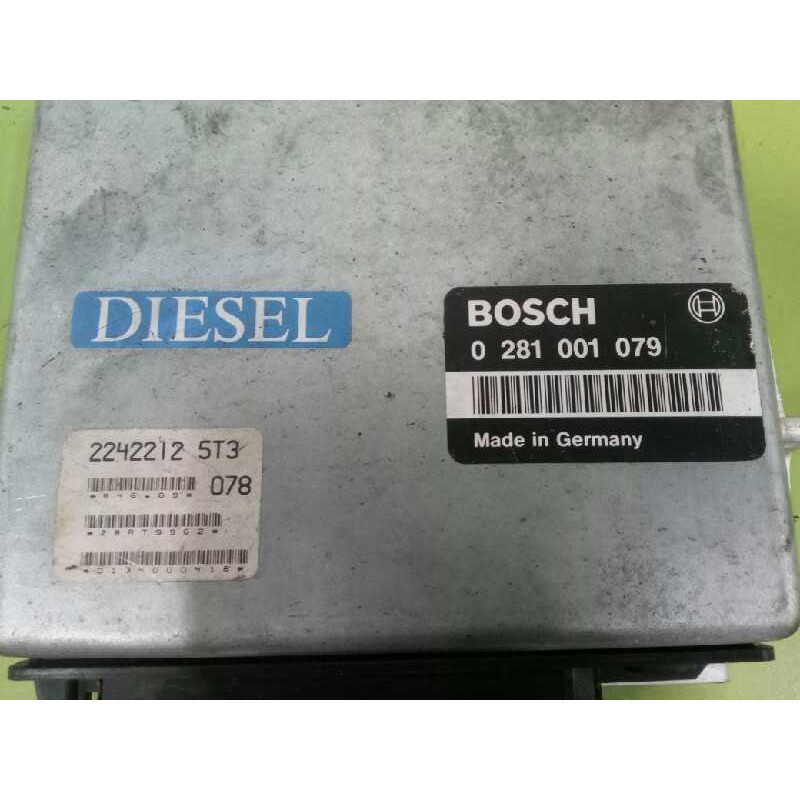 DIESEL
BOSCH
0 281 001 079
Made in Germany
2242212 5T3
078